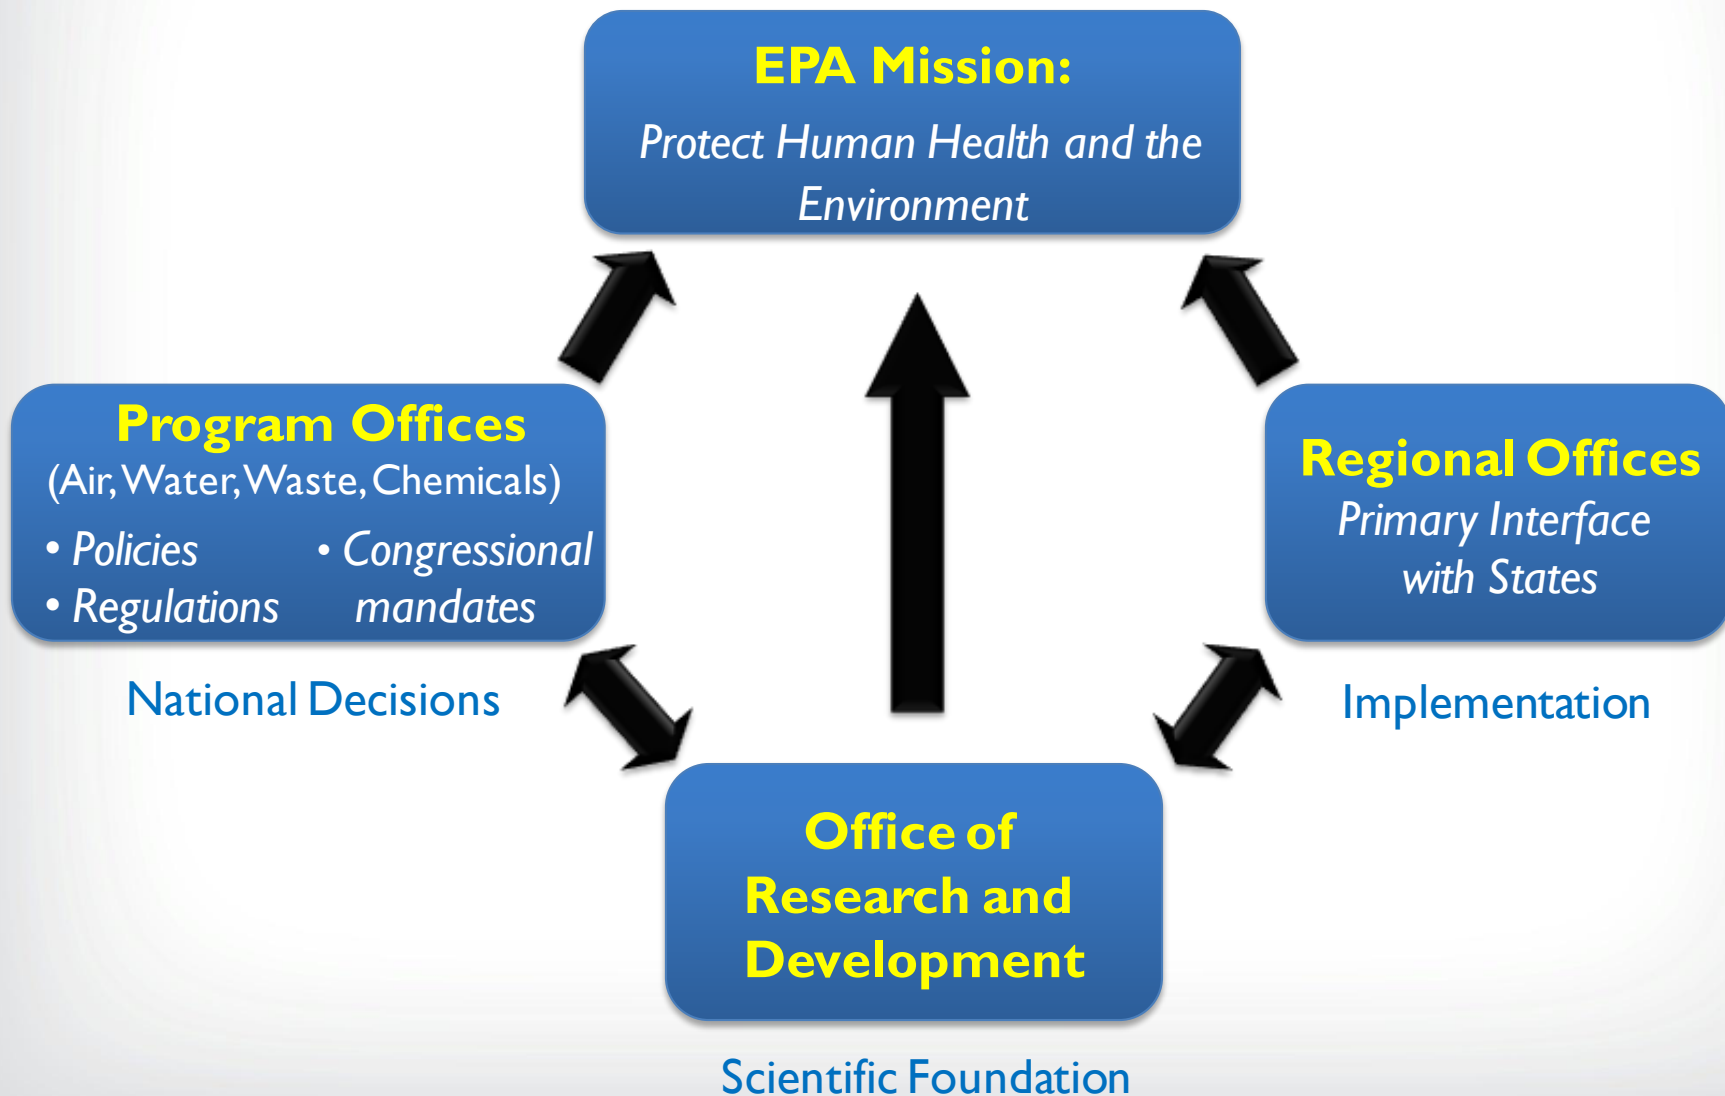 EPA Mission:
Protect Human Health and the
Environment
Program Offices
(Air, Water, Waste, Chemicals)
• Policies
• Regulations
• Congressional
mandates
National Decisions
Regional Offices
Primary Interface
with States
Implementation
Office of
Research and
Development
Scientific Foundation